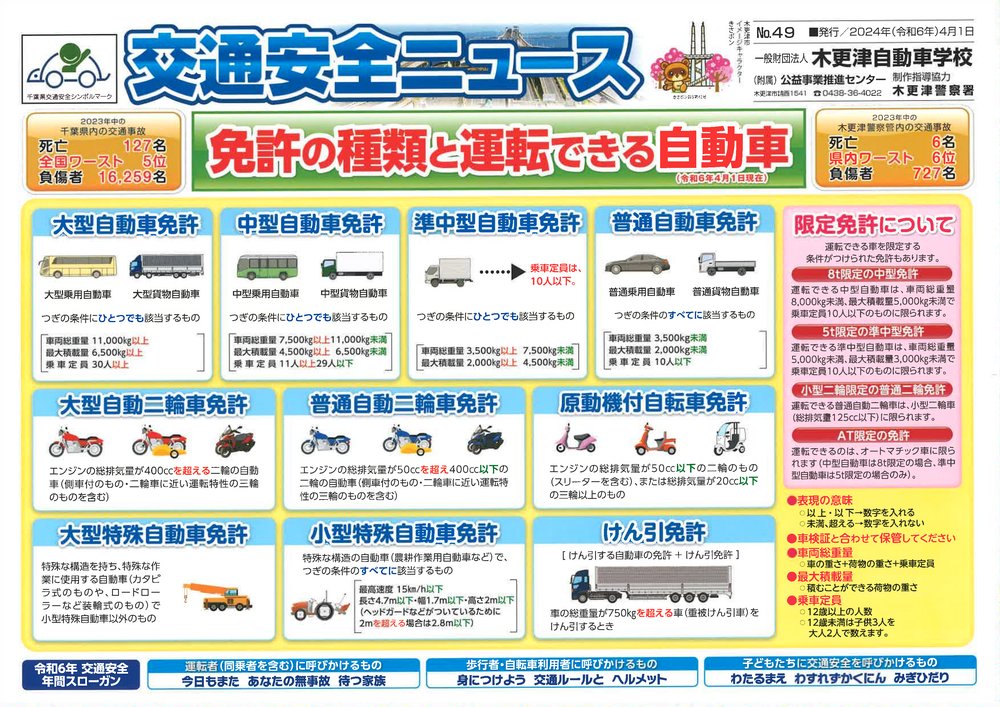 千葉県交通安全シンボルマーク
交通安全ニュース
木更津市
イメージキャラクター
きさポン
No.49
■発行／2024年(令和6年)4月1日
一般財団法人 木更津自動車学校
(附属) 公益事業推進センター
制作指導協力
木更津警察署
☎0438-36-4022
2023年中の
千葉県内の交通事故
死亡 127名
全国ワースト 5位
負傷者 16,259名
免許の種類と運転できる自動車
(令和6年4月1日現在)
2023年中の
木更津警察管内の交通事故
死亡 6名
県内ワースト 6位
負傷者 727名
大型自動車免許
大型乗用自動車 大型貨物自動車
つぎの条件にひとつでも該当するもの
車両総重量 11,000kg以上
最大積載量 6,500kg以上
乗車定員 30人以上
中型自動車免許
中型乗用自動車 中型貨物自動車
つぎの条件にひとつでも該当するもの
車両総重量 7,500kg以上11,000kg未満
最大積載量 4,500kg以上 6,500kg未満
乗車定員 11人以上29人以下
準中型自動車免許
乗車定員は、
10人以下。
つぎの条件にひとつでも該当するもの
車両総重量 3,500kg以上 7,500kg未満
最大積載量 2,000kg以上 4,500kg未満
普通自動車免許
普通乗用自動車 普通貨物自動車
つぎの条件のすべてに該当するもの
車両総重量 3,500kg未満
最大積載量 2,000kg未満
乗車定員 10人以下
限定免許について
運転できる車を限定する
条件がつけられた免許もあります。
8t限定の中型免許
運転できる中型自動車は、車両総重量
8,000kg未満、最大積載量5,000kg未満で
乗車定員10人以下のものに限られます。
5t限定の準中型免許
運転できる準中型自動車は、車両総重量
5,000kg未満、最大積載量3,000kg未満で
乗車定員10人以下のものに限られます。
小型二輪限定の普通二輪免許
運転できる普通自動二輪車は、小型二輪車
(総排気量125cc以下)に限られます。
AT限定の免許
運転できるのは、オートマチック車に限ら
れます(中型自動車は8t限定の場合、準中
型自動車は5t限定の場合のみ)。
大型自動二輪車免許
エンジンの総排気量が400ccを超える二輪の自動
車(側車付のもの・二輪車に近い運転特性の三輪
のものを含む)
普通自動二輪車免許
エンジンの総排気量が50ccを超え400cc以下の
二輪の自動車(側車付のもの・二輪車に近い運転特
性の三輪のものを含む)
原動機付自転車免許
エンジンの総排気量が50cc以下の二輪のもの
(スリーターを含む)、または総排気量が20cc以下
の三輪以上のもの
大型特殊自動車免許
特殊な構造を持ち、特殊な作
業に使用する自動車(カタピ
ラ式のものや、ロードロー
ラーなど装輪式のもの)で
小型特殊自動車以外のもの
小型特殊自動車免許
特殊な構造の自動車(農耕作業用自動車など)で、
つぎの条件のすべてに該当するもの
最高速度 15km/h以下
長さ4.7m以下・幅1.7m以下・高さ2m以下
(ヘッドガードなどがついているために
2mを超える場合は2.8m以下)
けん引免許
[ けん引する自動車の免許 + けん引免許 ]
車の総重量が750kgを超える車(重被けん引車)を
けん引するとき
●表現の意味
○以上・以下→数字を入れる
○未満、超える→数字を入れない
●車検証と合わせて保管してください
●車両総重量
○車の重さ+荷物の重さ+乗車定員
●最大積載量
○積むことができる荷物の重さ
●乗車定員
○12歳以上の人数
○12歳未満は子供3人を
大人2人で数えます。
令和6年 交通安全
年間スローガン
運転者(同乗者を含む)に呼びかけるもの
今日もまた あなたの無事故 待つ家族
歩行者・自転車利用者に呼びかけるもの
身につけよう 交通ルールと ヘルメット
子どもたちに交通安全を呼びかけるもの
わたるまえ わすれずかくにん みぎひだり